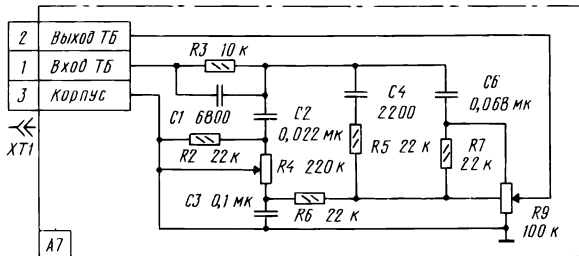 2 Выход ТБ
1 Вход ТБ
3 Корпус
XT1
R3 10 к
C1 6800
C2
0,022 мк
C4
2200
C6
0,068 мк
R2 22 к
R4 220 к
R5 22 к
R7
22 к
C3 0,1 мк
R6 22 к
R9
100 к
A7